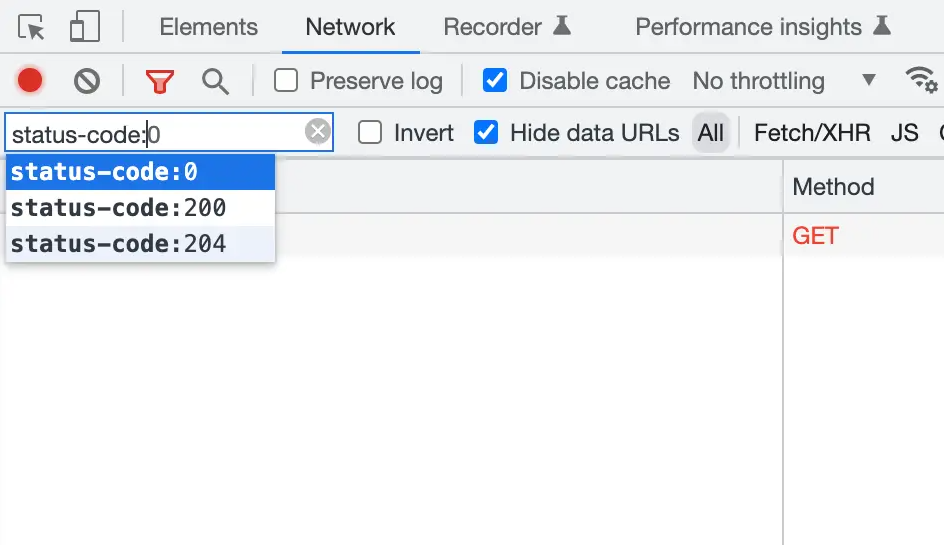 Elements Network Recorder Performance insights
Preserve log Disable cache No throttling
status-code:0 Invert Hide data URLs All Fetch/XHR JS
status-code:0
status-code:200
status-code:204
Method
GET